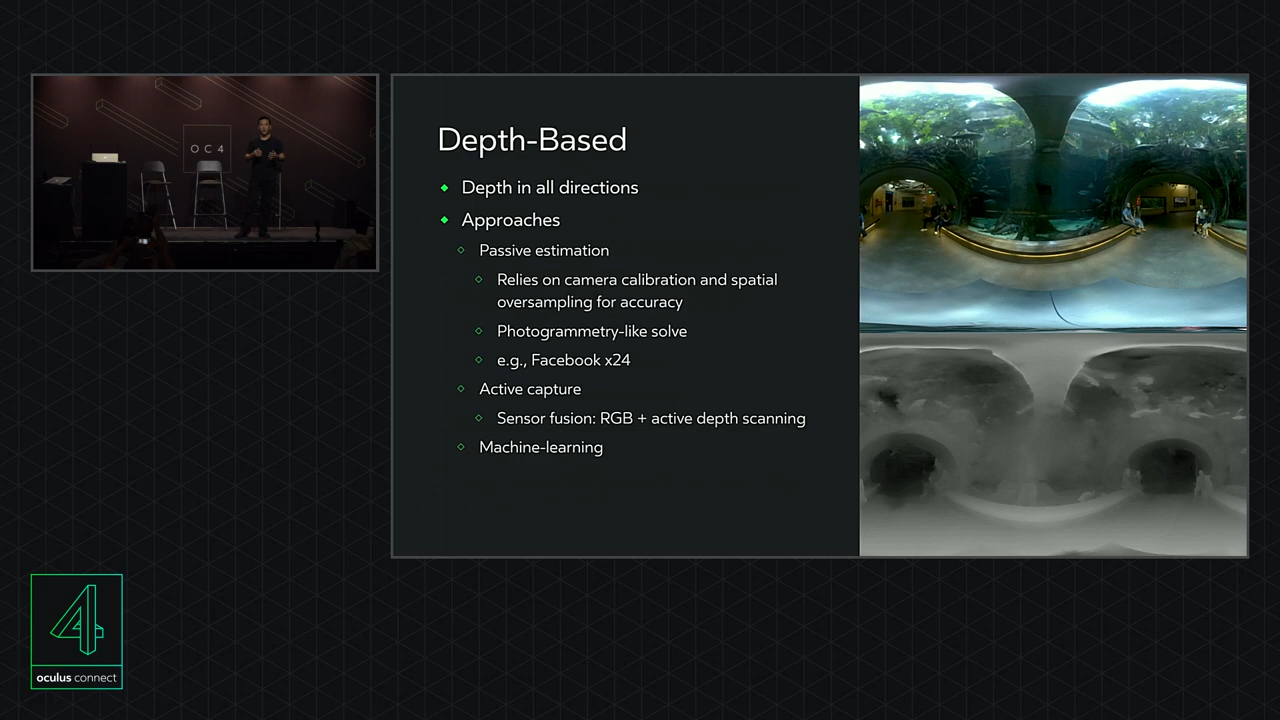 OC4
Depth-Based
Depth in all directions
Approaches
Passive estimation
Relies on camera calibration and spatial
oversampling for accuracy
Photogrammetry-like solve
e.g., Facebook x24
Active capture
Sensor fusion: RGB + active depth scanning
Machine-learning
4
oculus connect